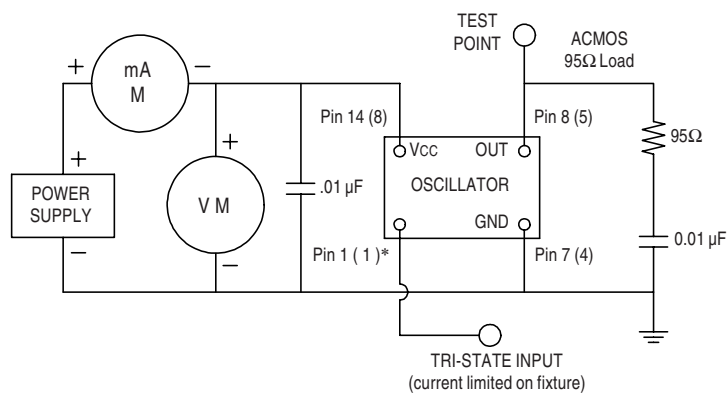 TEST
POINT
ACMOS
95Ω Load
+
mA
M
−
Pin 14 (8)
Pin 8 (5)
+
+
VCC
OUT
95Ω
POWER
SUPPLY
V M
.01 µF
OSCILLATOR
GND
−
−
Pin 1 ( 1 )*
Pin 7 (4)
0.01 µF
TRI-STATE INPUT
(current limited on fixture)